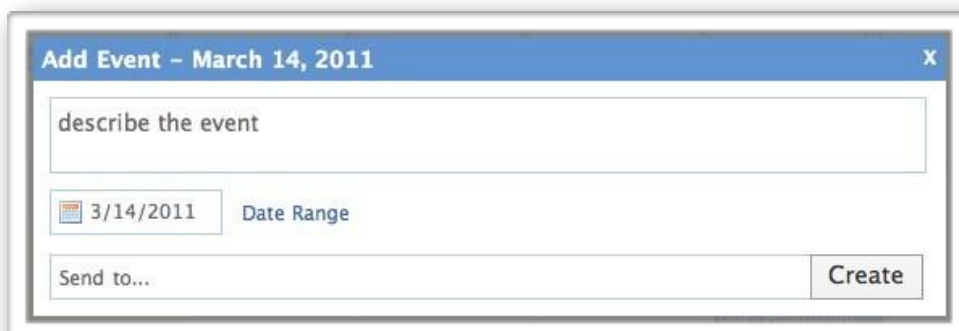 Add Event – March 14, 2011 x
describe the event
3/14/2011 Date Range
Send to... Create